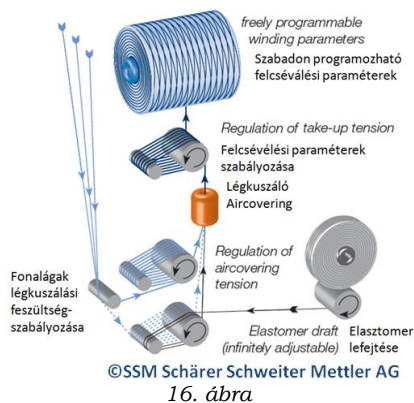 freely programmable
winding parameters
Szabadon programozható
felcséválési paraméterek
Regulation of take-up tension
Felcsévélési paraméterek
szabályozása
Légkuszáló
Aircovering
Regulation of
aircovering
tension
Fonalágak
légkuszálási
feszültség-
szabályozása
Elastomer draft
(infinitely adjustable)
Elasztomer
lefejtése
©SSM Schärer Schweiter Mettler AG
16. ábra